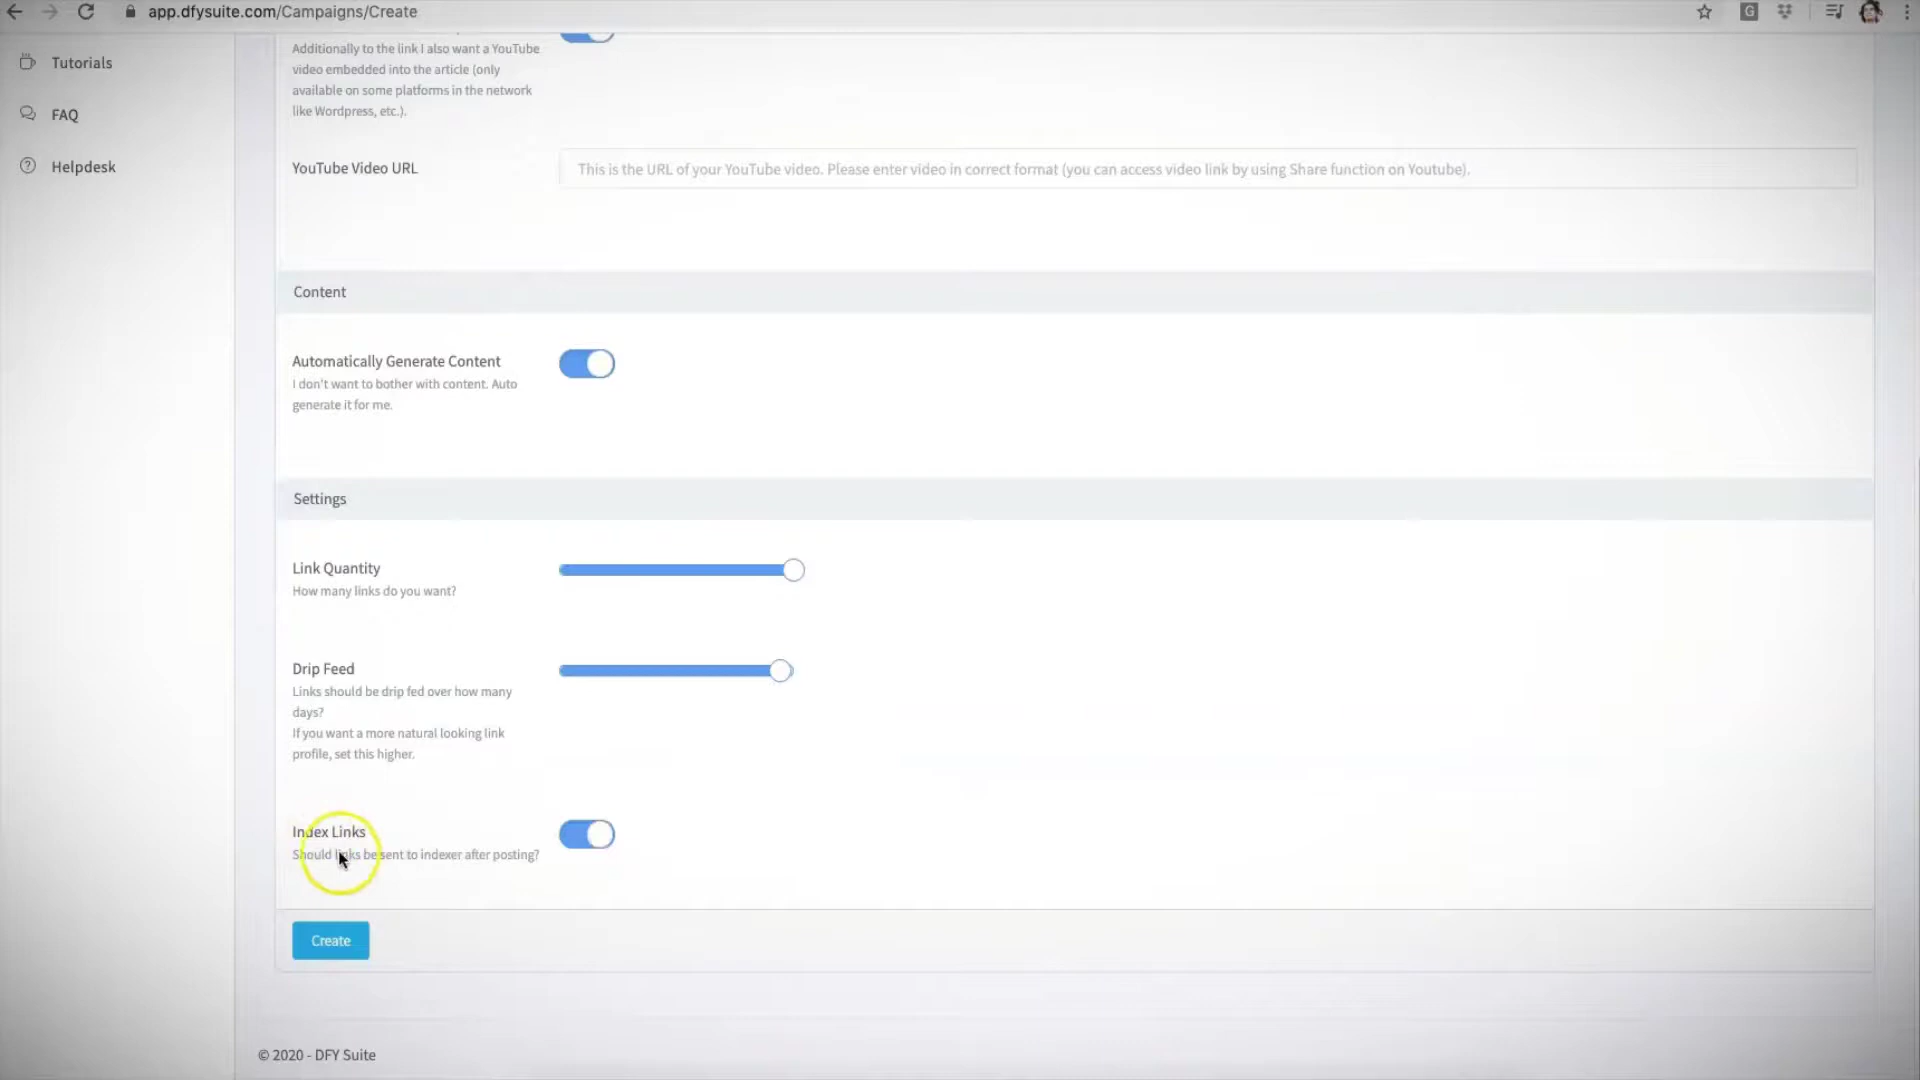 app.dfysuite.com/Campaigns/Create
G
Tutorials
FAQ
Helpdesk
Additionally to the link I also want a YouTube
video embedded into the article (only
available on some platforms in the network
like Wordpress, etc.).
YouTube Video URL
This is the URL of your YouTube video. Please enter video in correct format (you can access video link by using Share function on Youtube).
Content
Automatically Generate Content
I don't want to bother with content. Auto
generate it for me.
Settings
Link Quantity
How many links do you want?
Drip Feed
Links should be drip fed over how many
days?
If you want a more natural looking link
profile, set this higher.
Index Links
Should links be sent to indexer after posting?
Create
© 2020 - DFY Suite